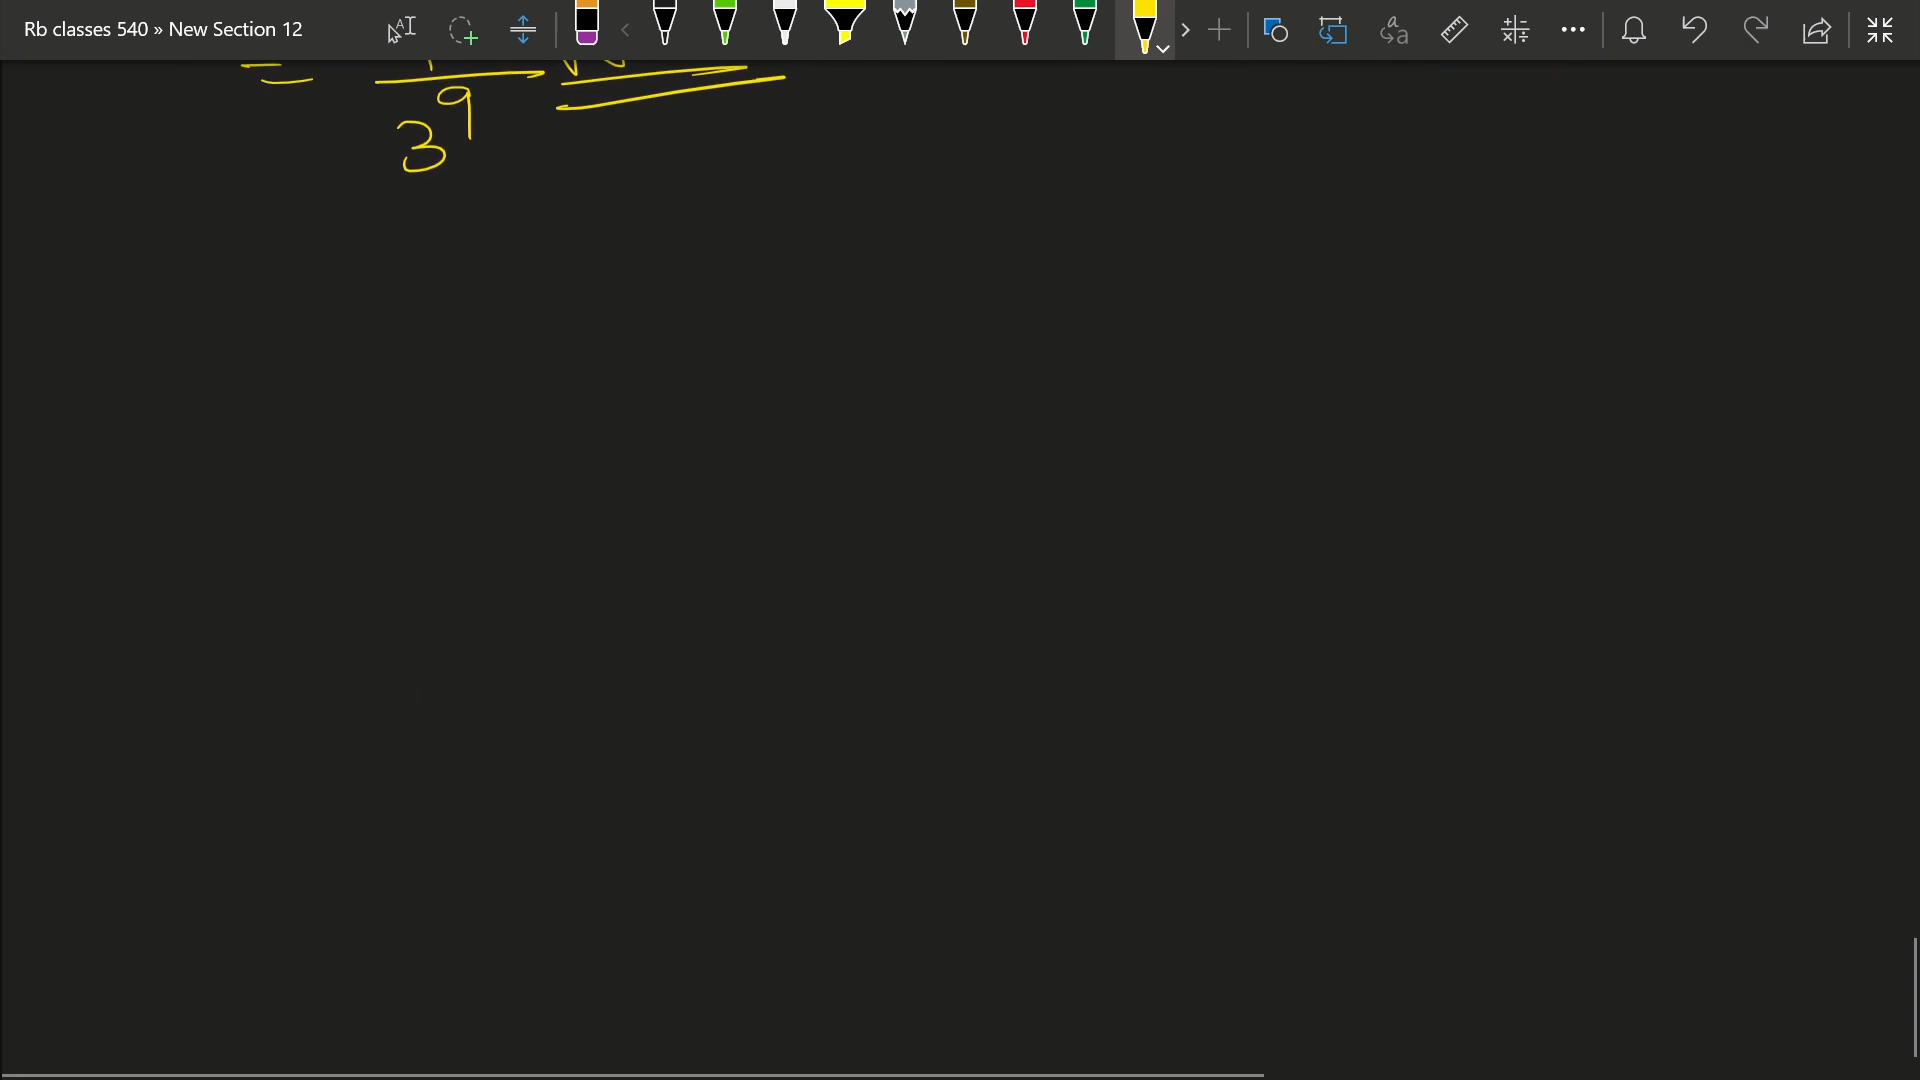 Rb classes 540 » New Section 12
=
3^9